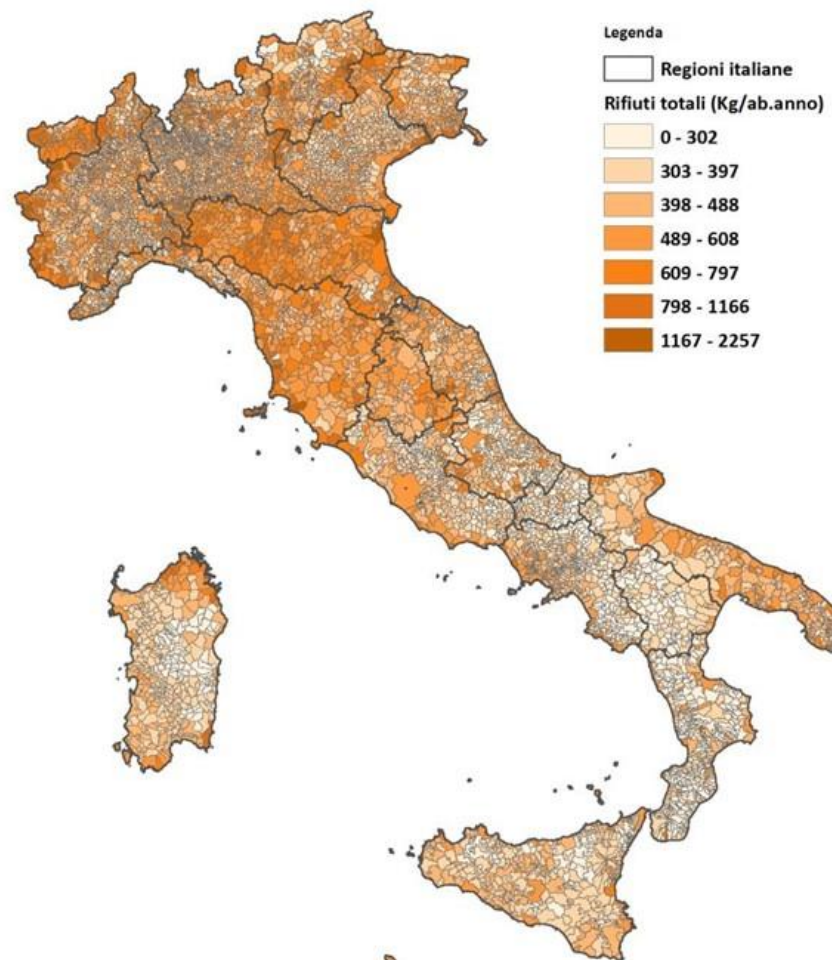 Legenda
Regioni italiane
Rifiuti totali (Kg/ab.anno)
0 - 302
303 - 397
398 - 488
489 - 608
609 - 797
798 - 1166
1167 - 2257